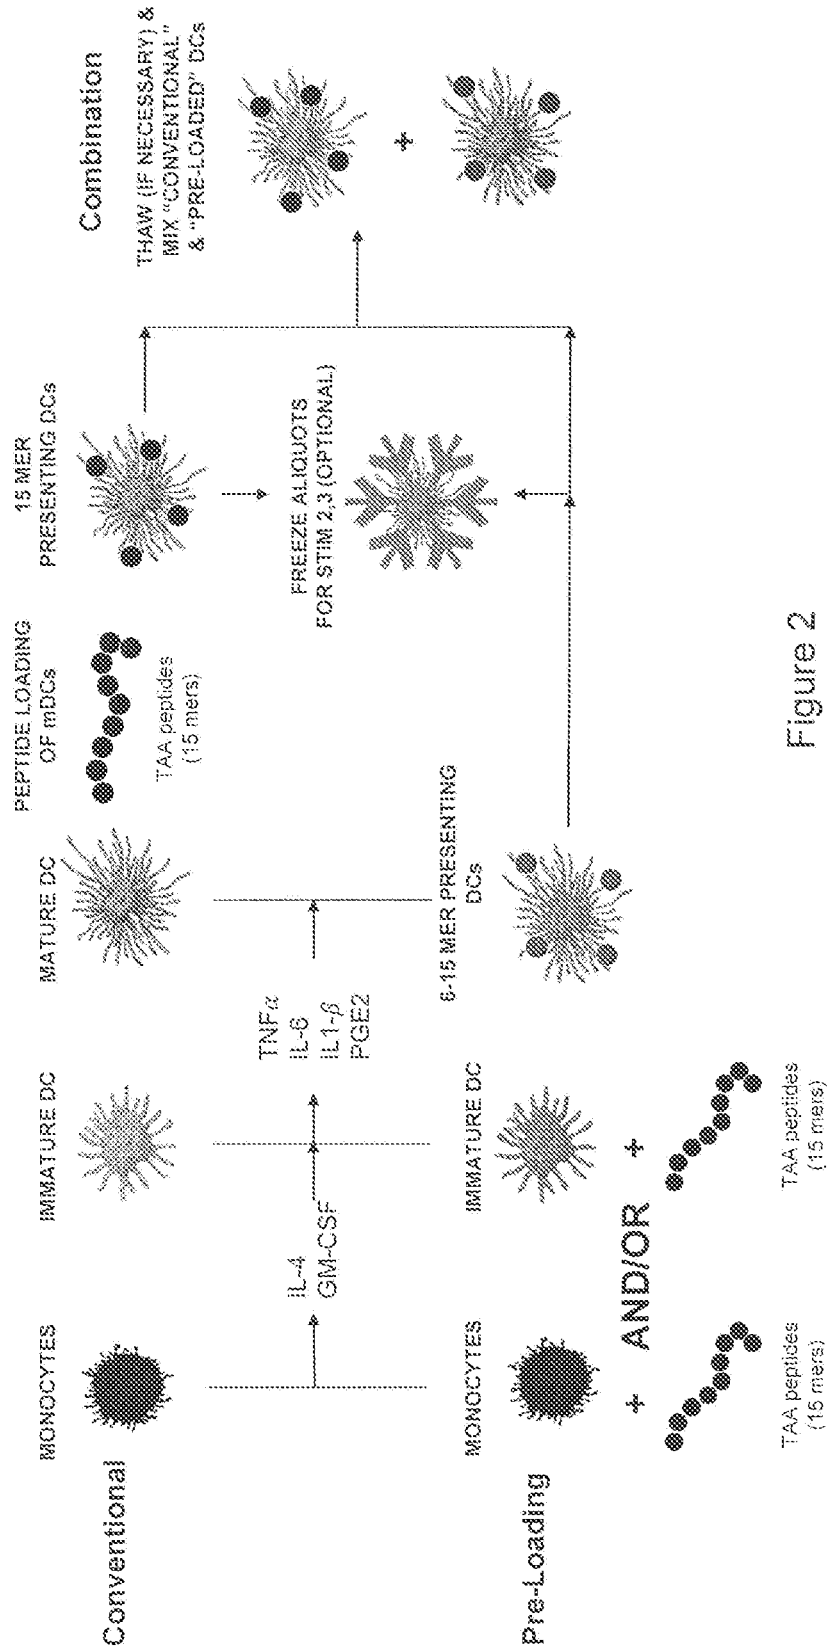 Conventional
MONOCYTES
IL-4
GM-CSF
IMMATURE DC
TNFα
IL-6
IL1-β
PGE2
MATURE DC
PEPTIDE LOADING
OF mDCs
TAA peptides
(15 mers)
15 MER
PRESENTING DCs
FREEZE ALIQUOTS
FOR STIM 2,3 (OPTIONAL)
Combination
THAW (IF NECESSARY) &
MIX "CONVENTIONAL"
& "PRE-LOADED" DCs
+
Pre-Loading
MONOCYTES
+
TAA peptides
(15 mers)
AND/OR
IMMATURE DC
+
TAA peptides
(15 mers)
6-15 MER PRESENTING
DCs
Figure 2